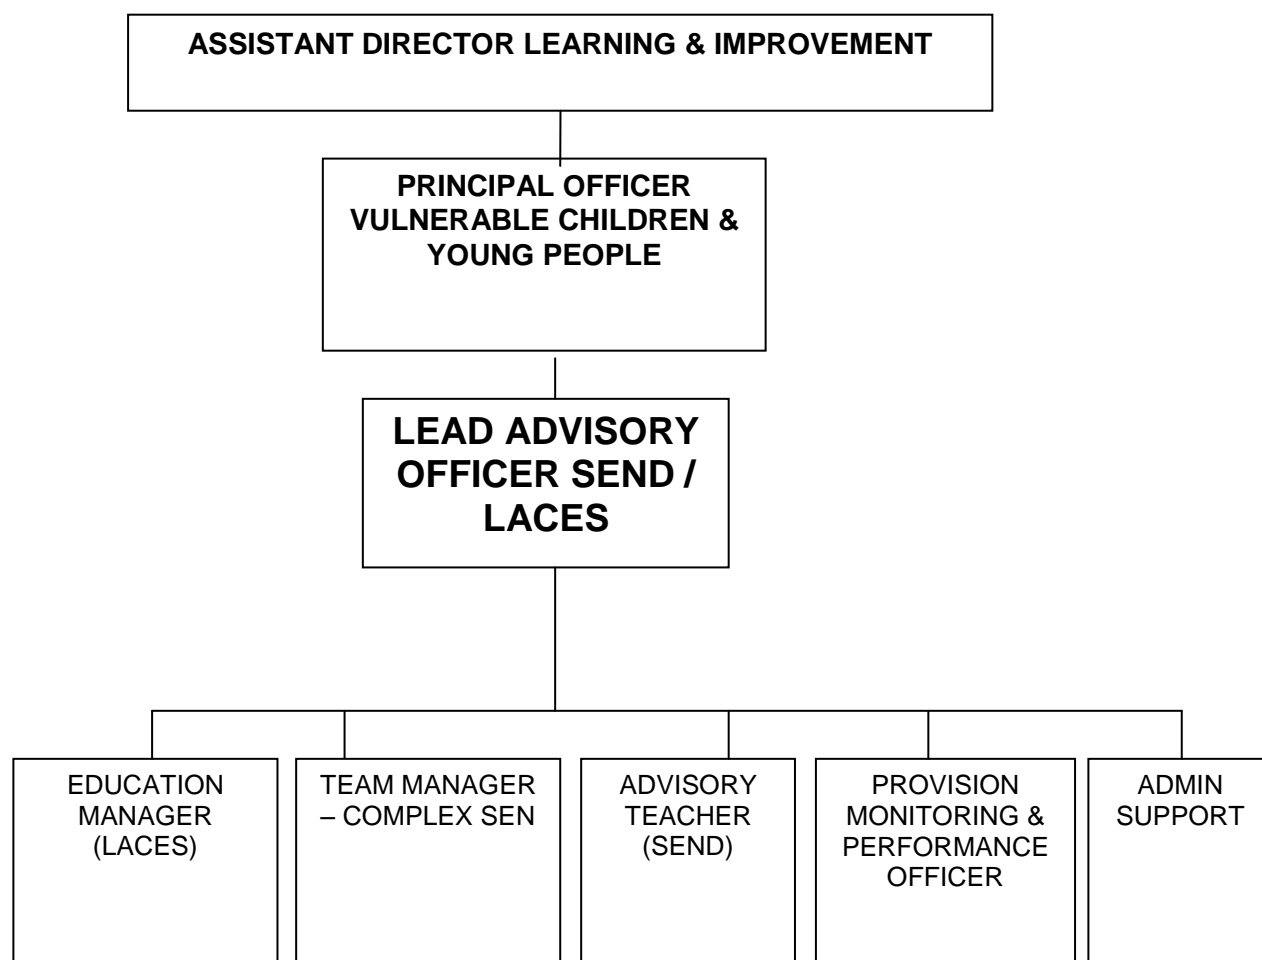 ASSISTANT DIRECTOR LEARNING & IMPROVEMENT
PRINCIPAL OFFICER
VULNERABLE CHILDREN &
YOUNG PEOPLE
LEAD ADVISORY
OFFICER SEND /
LACES
EDUCATION
MANAGER
(LACES)
TEAM MANAGER
– COMPLEX SEN
ADVISORY
TEACHER
(SEND)
PROVISION
MONITORING &
PERFORMANCE
OFFICER
ADMIN
SUPPORT